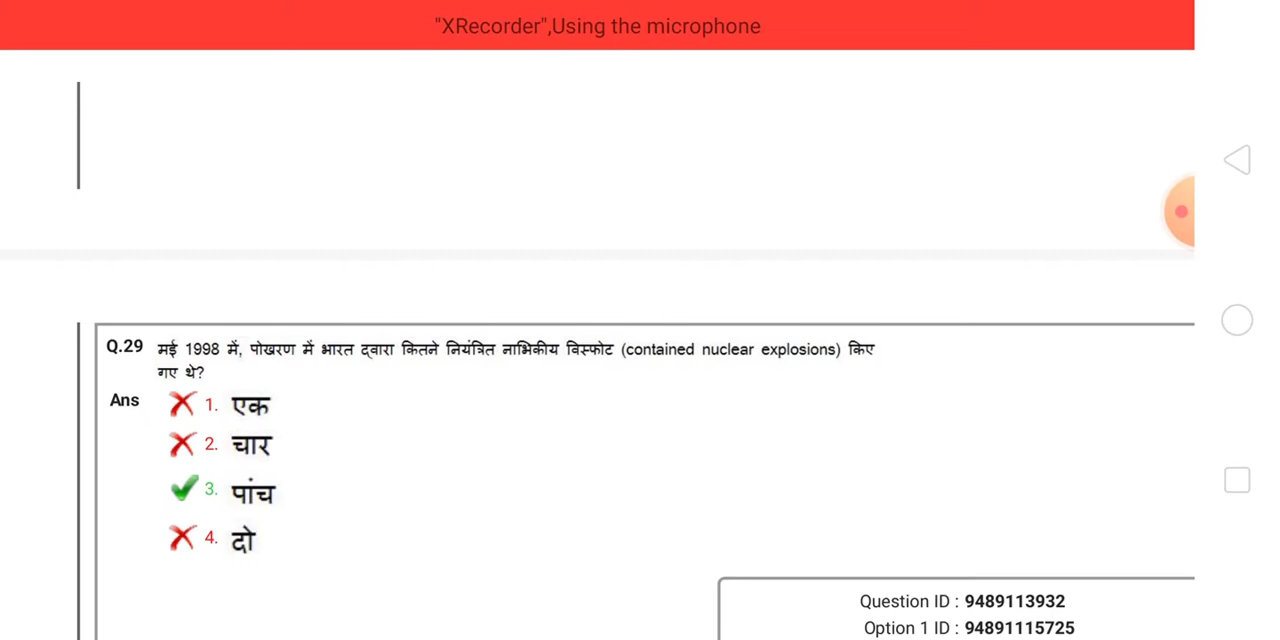 "XRecorder",Using the microphone
Q.29 मई 1998 में, पोखरण में भारत द्वारा कितने नियंत्रित नाभिकीय विस्फोट (contained nuclear explosions) किए
गए थे?
Ans 1. एक
2. चार
3. पांच
4. दो
Question ID : 9489113932
Option 1 ID : 94891115725